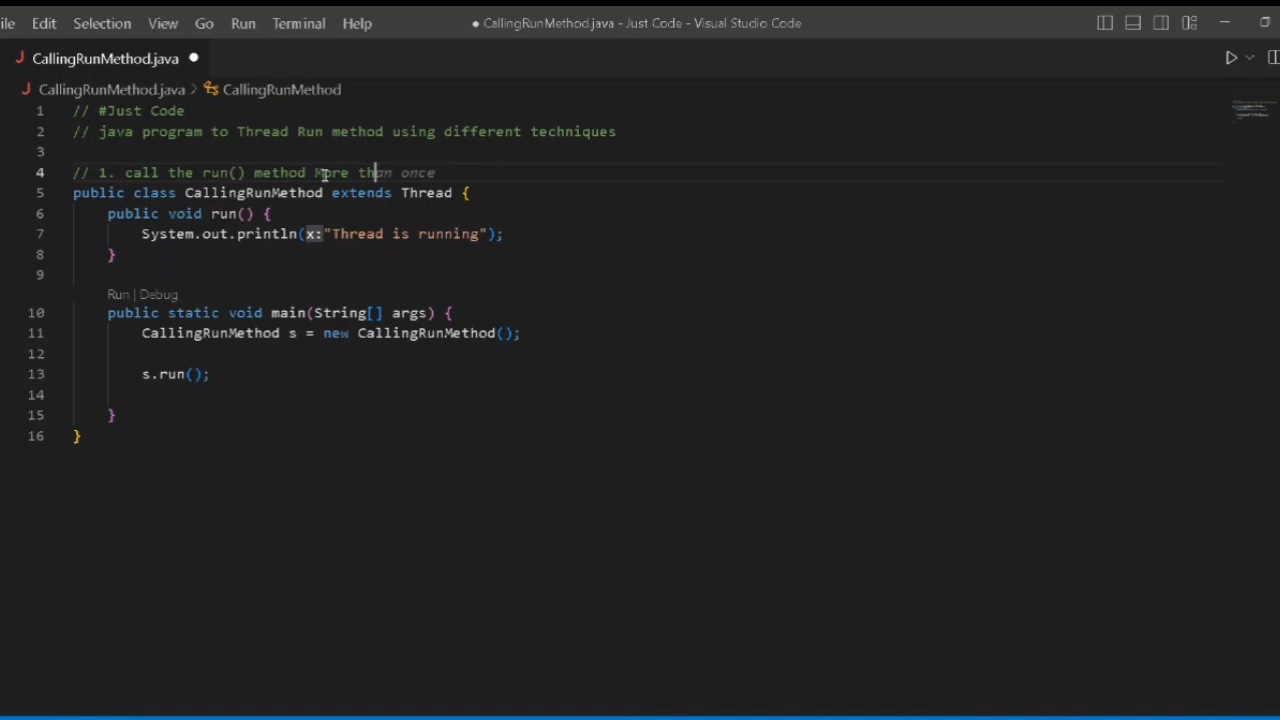 ile Edit Selection View Go Run Terminal Help ● CallingRunMethod.java - Just Code - Visual Studio Code
J CallingRunMethod.java ●
J CallingRunMethod.java > CallingRunMethod
1 // #Just Code
2 // java program to Thread Run method using different techniques
3
4 // 1. call the run() method More than once
5 public class CallingRunMethod extends Thread {
6 public void run() {
7 System.out.println(x:"Thread is running");
8 }
9
Run | Debug
10 public static void main(String[] args) {
11 CallingRunMethod s = new CallingRunMethod();
12
13 s.run();
14
15 }
16 }